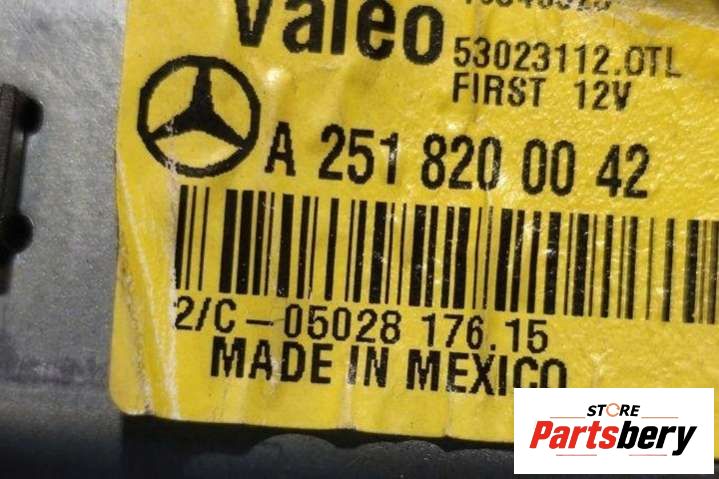 Valeo
53023112.OTL
FIRST 12V
A 251 820 00 42
2/C-05028 176.15
MADE IN MEXICO
STORE
Partsbery